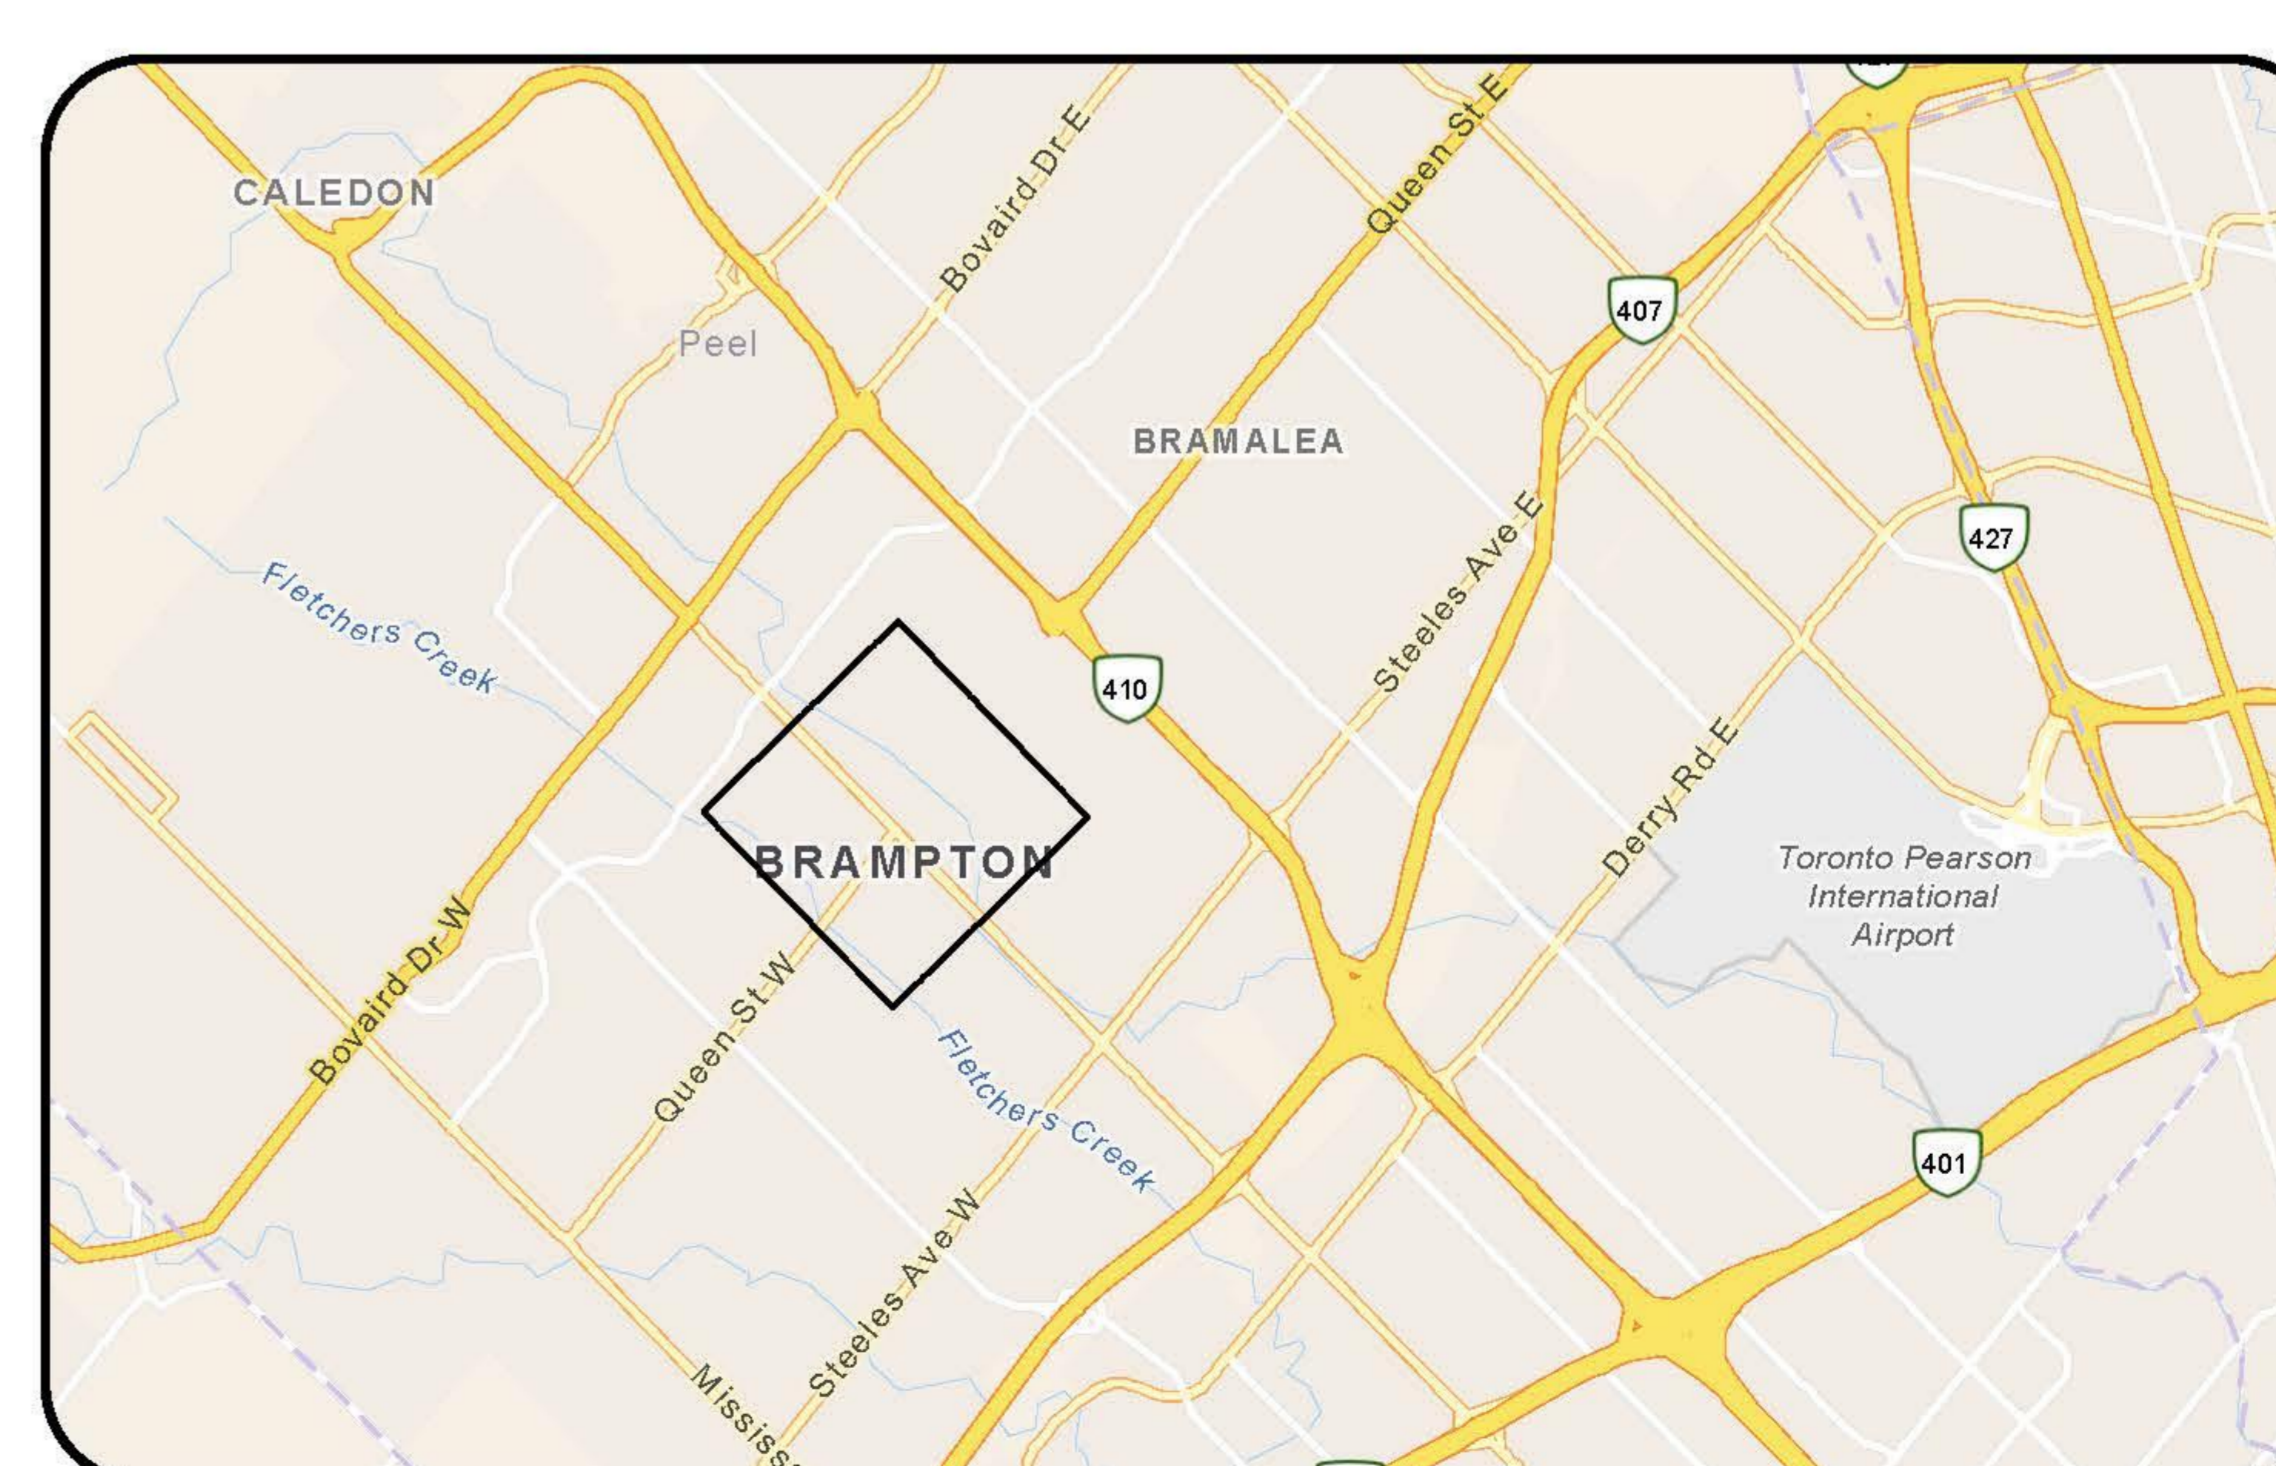 CALEDON
Bovaird Dr E
Queen St E
407
Peel
BRAMALEA
427
Steeles Ave E
Fletchers Creek
410
Derry Rd E
BRAMPTON
Toronto Pearson
International
Airport
Bovaird Dr W
Queen St W
Fletchers Creek
401
Steeles Ave W
Mississ